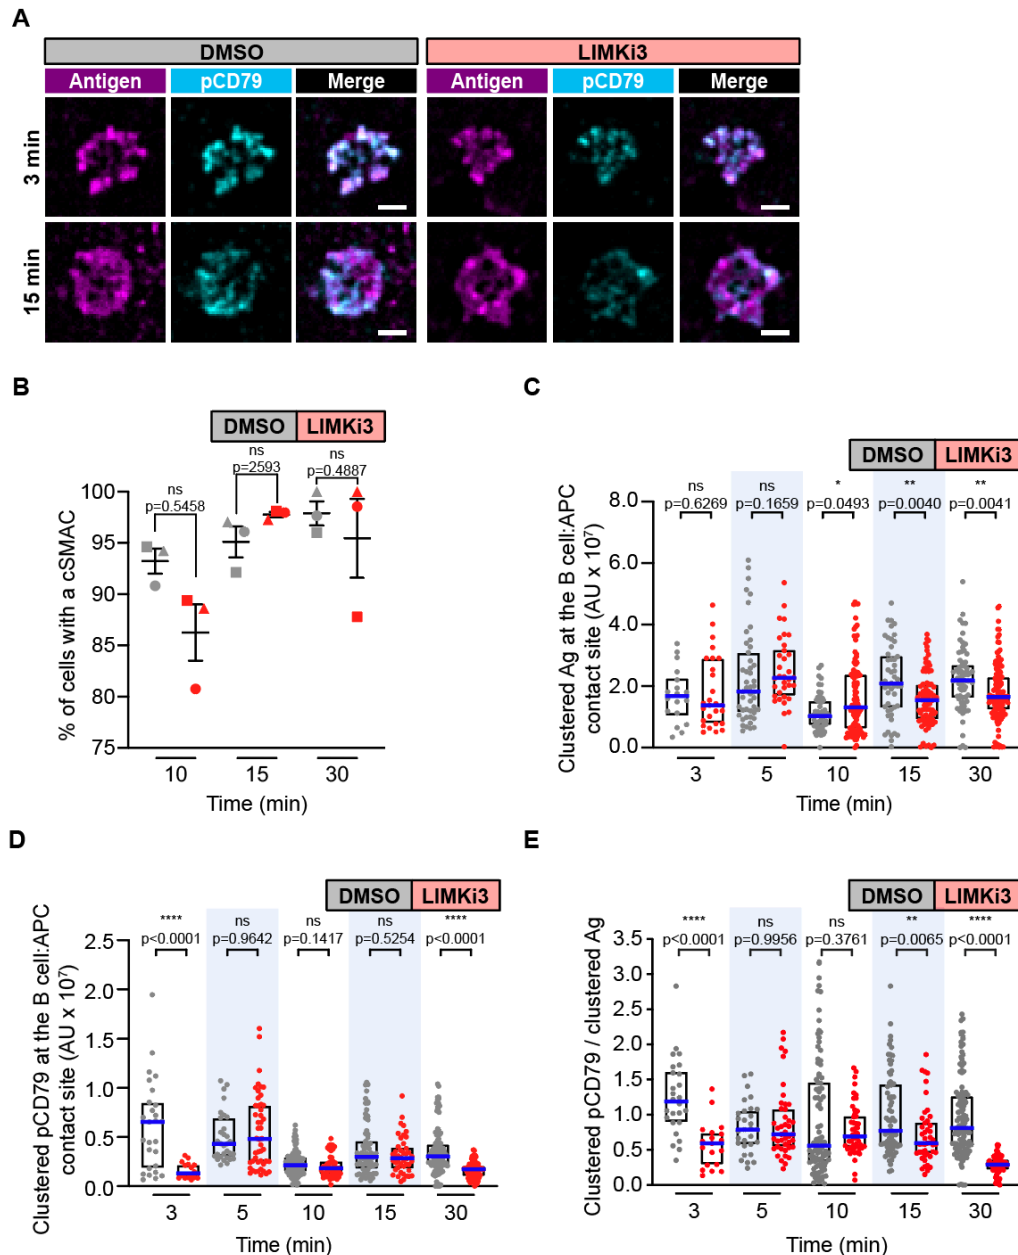 A
DMSO LIMKi3
Antigen pCD79 Merge Antigen pCD79 Merge
3 min
15 min
B
DMSO LIMKi3
ns ns ns
p=0.5458 p=2593 p=0.4887
% of cells with a cSMAC
100
95
90
85
80
75
10 15 30
Time (min)
C
DMSO LIMKi3
ns ns * ** **
p=0.6269 p=0.1659 p=0.0493 p=0.0040 p=0.0041
Clustered Ag at the B cell:APC
contact site (AU x 10⁷)
8.0
6.0
4.0
2.0
0.0
3 5 10 15 30
Time (min)
D
DMSO LIMKi3
**** ns ns ns ****
p<0.0001 p=0.9642 p=0.1417 p=0.5254 p<0.0001
Clustered pCD79 at the B cell:APC
contact site (AU x 10⁷)
2.5
2.0
1.5
1.0
0.5
0.0
3 5 10 15 30
Time (min)
E
DMSO LIMKi3
**** ns ns ** ****
p<0.0001 p=0.9956 p=0.3761 p=0.0065 p<0.0001
Clustered pCD79 / clustered Ag
3.5
3.0
2.5
2.0
1.5
1.0
0.5
0.0
3 5 10 15 30
Time (min)